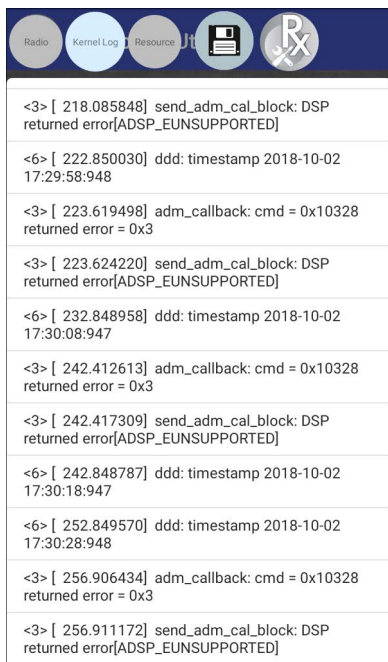 Radio
Kernel Log
Resource
Rx
<3> [ 218.085848] send_adm_cal_block: DSP
returned error[ADSP_EUNSUPPORTED]
<6> [ 222.850030] ddd: timestamp 2018-10-02
17:29:58:948
<3> [ 223.619498] adm_callback: cmd = 0x10328
returned error = 0x3
<3> [ 223.624220] send_adm_cal_block: DSP
returned error[ADSP_EUNSUPPORTED]
<6> [ 232.848958] ddd: timestamp 2018-10-02
17:30:08:947
<3> [ 242.412613] adm_callback: cmd = 0x10328
returned error = 0x3
<3> [ 242.417309] send_adm_cal_block: DSP
returned error[ADSP_EUNSUPPORTED]
<6> [ 242.848787] ddd: timestamp 2018-10-02
17:30:18:947
<6> [ 252.849570] ddd: timestamp 2018-10-02
17:30:28:948
<3> [ 256.906434] adm_callback: cmd = 0x10328
returned error = 0x3
<3> [ 256.911172] send_adm_cal_block: DSP
returned error[ADSP_EUNSUPPORTED]